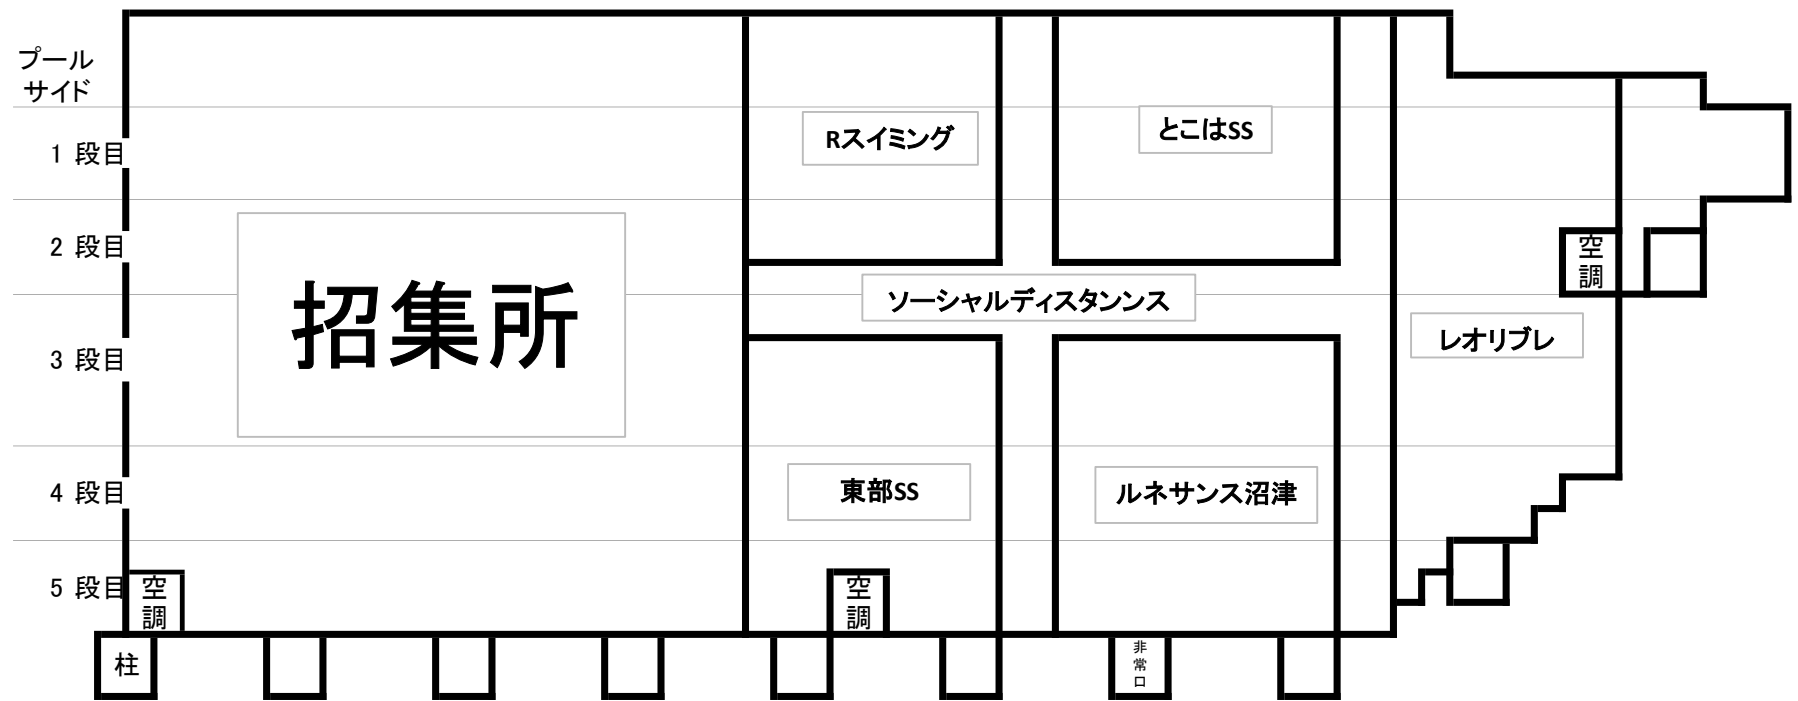 プール
サイド
1 段目
Rスイミング
とこはSS
2 段目
空
調
招集所
ソーシャルディスタンンス
レオリブレ
3 段目
4 段目
東部SS
ルネサンス沼津
5 段目
空
調
空
調
柱
非
常
口